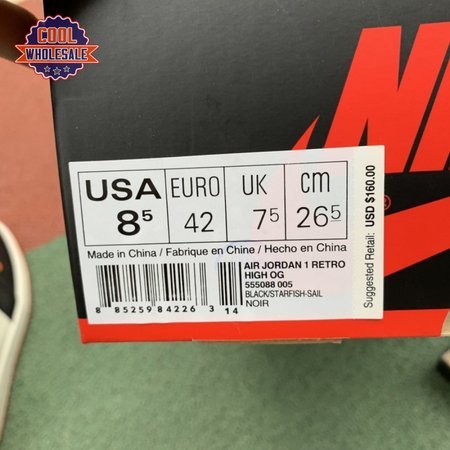 COOL
WHOLESALE
NIKE
USA EURO UK cm
8⁵ 42 7⁵ 26⁵
Made in China / Fabrique en Chine / Hecho en China
AIR JORDAN 1 RETRO
HIGH OG
555088 005
BLACK/STARFISH-SAIL
NOIR
8 85259 84226 3 14
Suggested Retail: USD $160.00